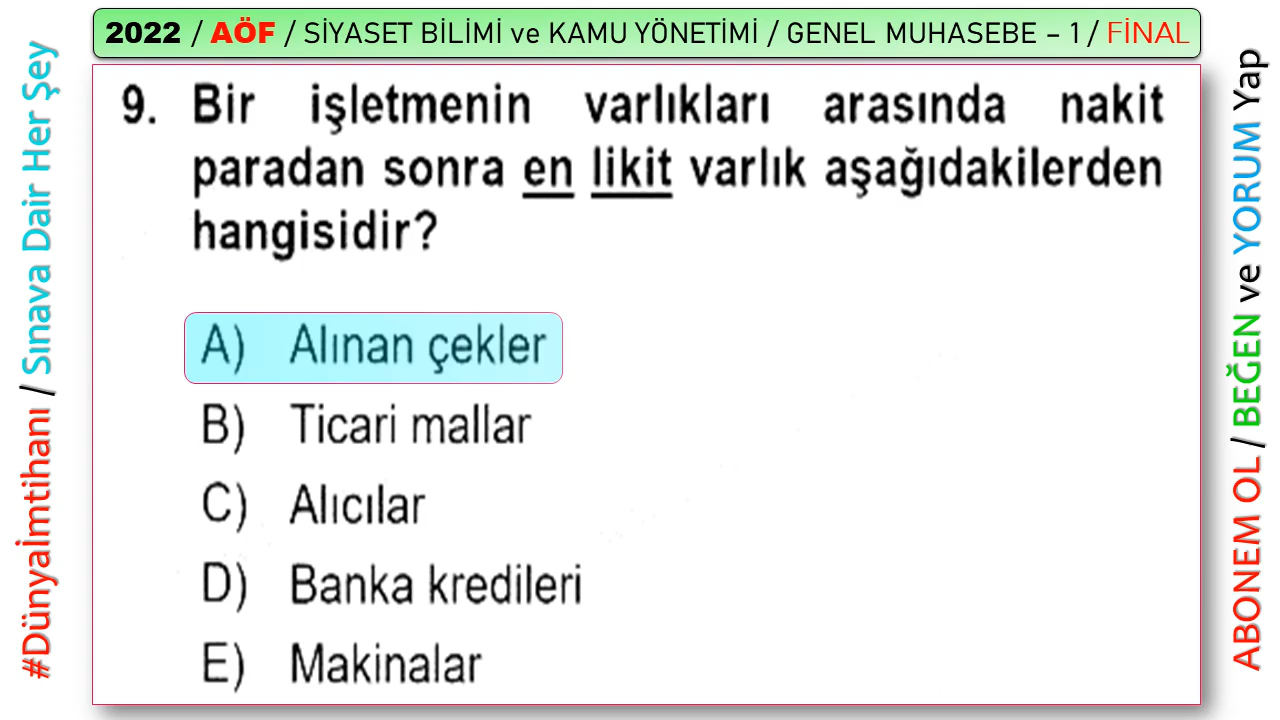 2022 / AÖF / SİYASET BİLİMİ ve KAMU YÖNETİMİ / GENEL MUHASEBE – 1 / FİNAL
#Dünyaİmtihanı / Sınava Dair Her Şey
9. Bir işletmenin varlıkları arasında nakit
paradan sonra en likit varlık aşağıdakilerden
hangisidir?
A) Alınan çekler
B) Ticari mallar
C) Alıcılar
D) Banka kredileri
E) Makinalar
ABONEM OL / BEĞEN ve YORUM Yap